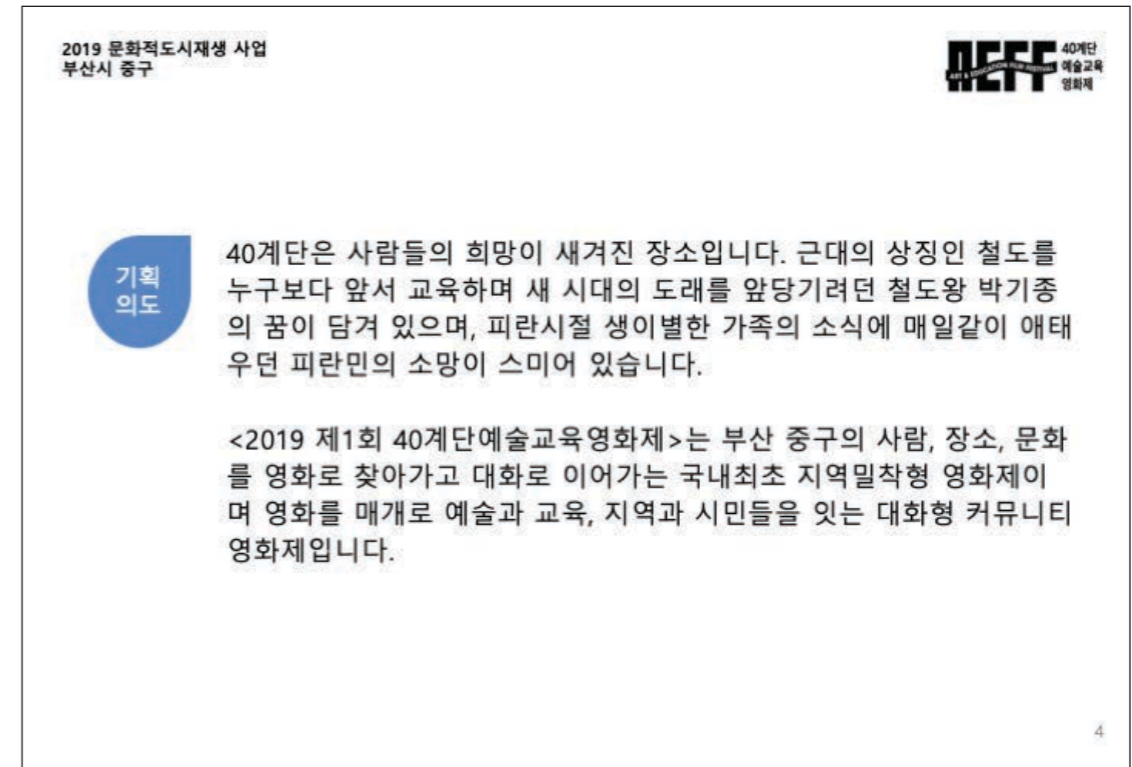 2019 문화적도시재생 사업
부산시 중구
AEFF
ART & EDUCATION FILM FESTIVAL
40계단
예술교육
영화제
기획
의도
40계단은 사람들의 희망이 새겨진 장소입니다. 근대의 상징인 철도를
누구보다 앞서 교육하며 새 시대의 도래를 앞당기려던 철도왕 박기종
의 꿈이 담겨 있으며, 피란시절 생이별한 가족의 소식에 매일같이 애태
우던 피란민의 소망이 스미어 있습니다.
<2019 제1회 40계단예술교육영화제>는 부산 중구의 사람, 장소, 문화
를 영화로 찾아가고 대화로 이어가는 국내최초 지역밀착형 영화제이
며 영화를 매개로 예술과 교육, 지역과 시민들을 잇는 대화형 커뮤니티
영화제입니다.
4